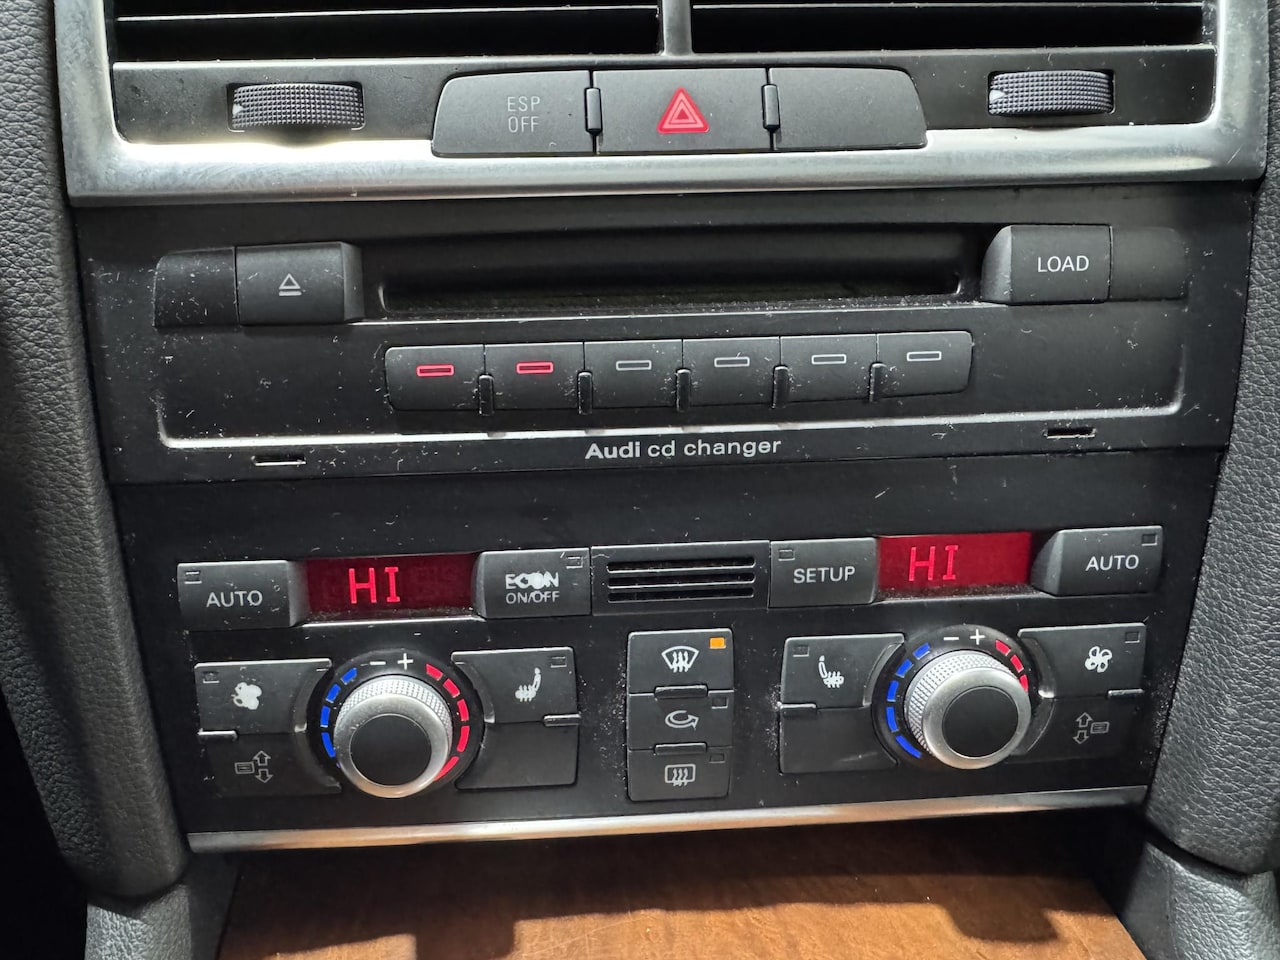 ESP
OFF
LOAD
Audi cd changer
AUTO
HI
ECON
ON/OFF
SETUP
HI
AUTO
- +
- +